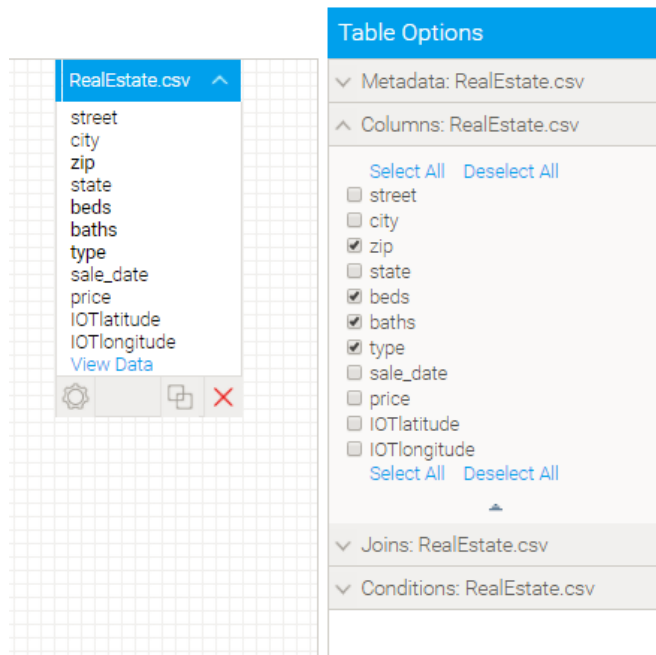 RealEstate.csv
street
city
zip
state
beds
baths
type
sale_date
price
IOTlatitude
IOTlongitude
View Data
Table Options
Metadata: RealEstate.csv
Columns: RealEstate.csv
Select All Deselect All
street
city
zip
state
beds
baths
type
sale_date
price
IOTlatitude
IOTlongitude
Select All Deselect All
Joins: RealEstate.csv
Conditions: RealEstate.csv